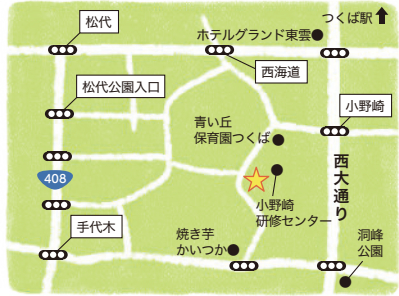 松代
つくば駅
ホテルグランド東雲
西海道
松代公園入口
小野崎
青い丘
保育園つくば
西大通り
408
小野崎
研修センター
手代木
焼き芋
かいつか
洞峰
公園